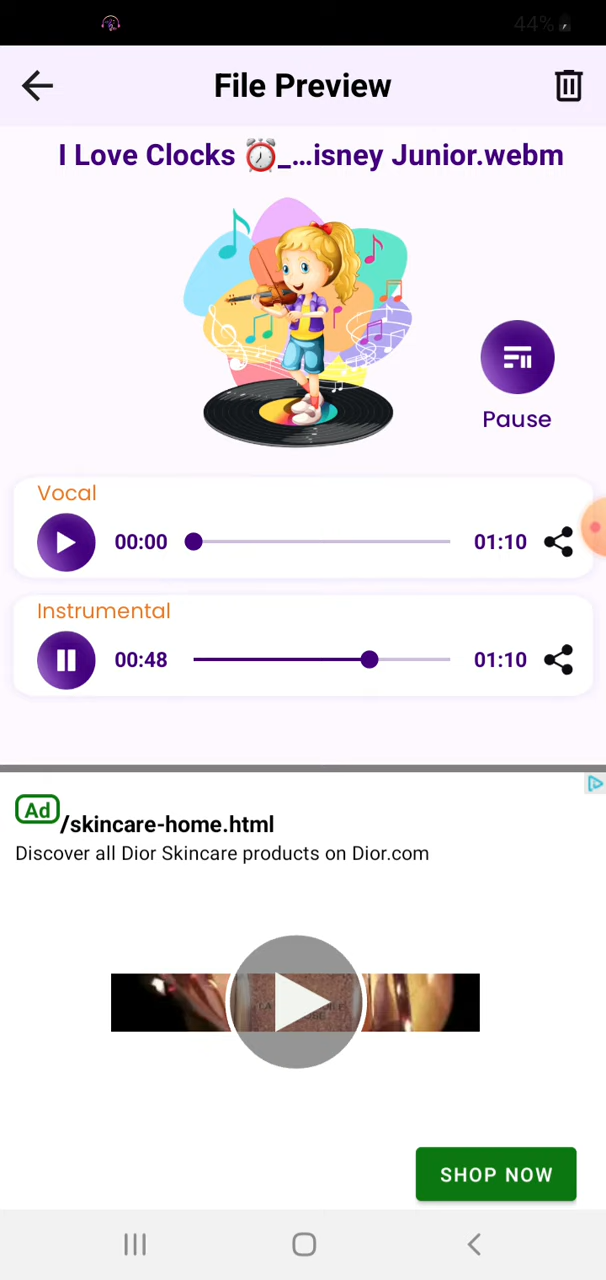 44%
File Preview
I Love Clocks ⏰_...isney Junior.webm
Pause
Vocal
00:00
01:10
Instrumental
00:48
01:10
Ad
/skincare-home.html
Discover all Dior Skincare products on Dior.com
SHOP NOW